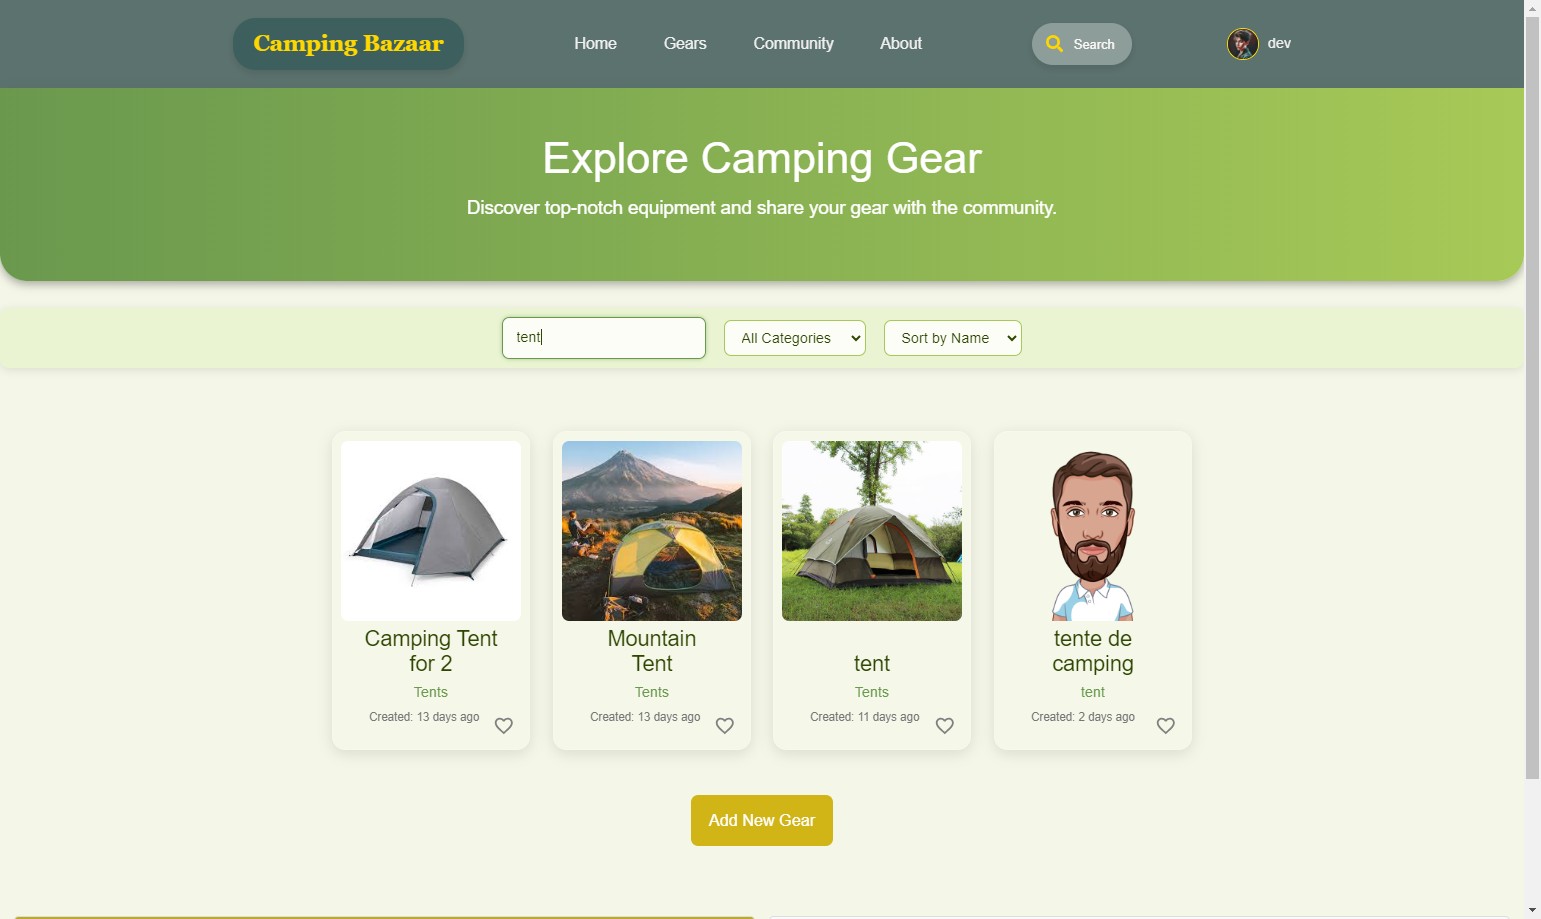 Camping Bazaar
Home
Gears
Community
About
Search
dev
Explore Camping Gear
Discover top-notch equipment and share your gear with the community.
tent
All Categories
Sort by Name
Camping Tent
for 2
Tents
Created: 13 days ago
Mountain
Tent
Tents
Created: 13 days ago
tent
Tents
Created: 11 days ago
tente de
camping
tent
Created: 2 days ago
Add New Gear